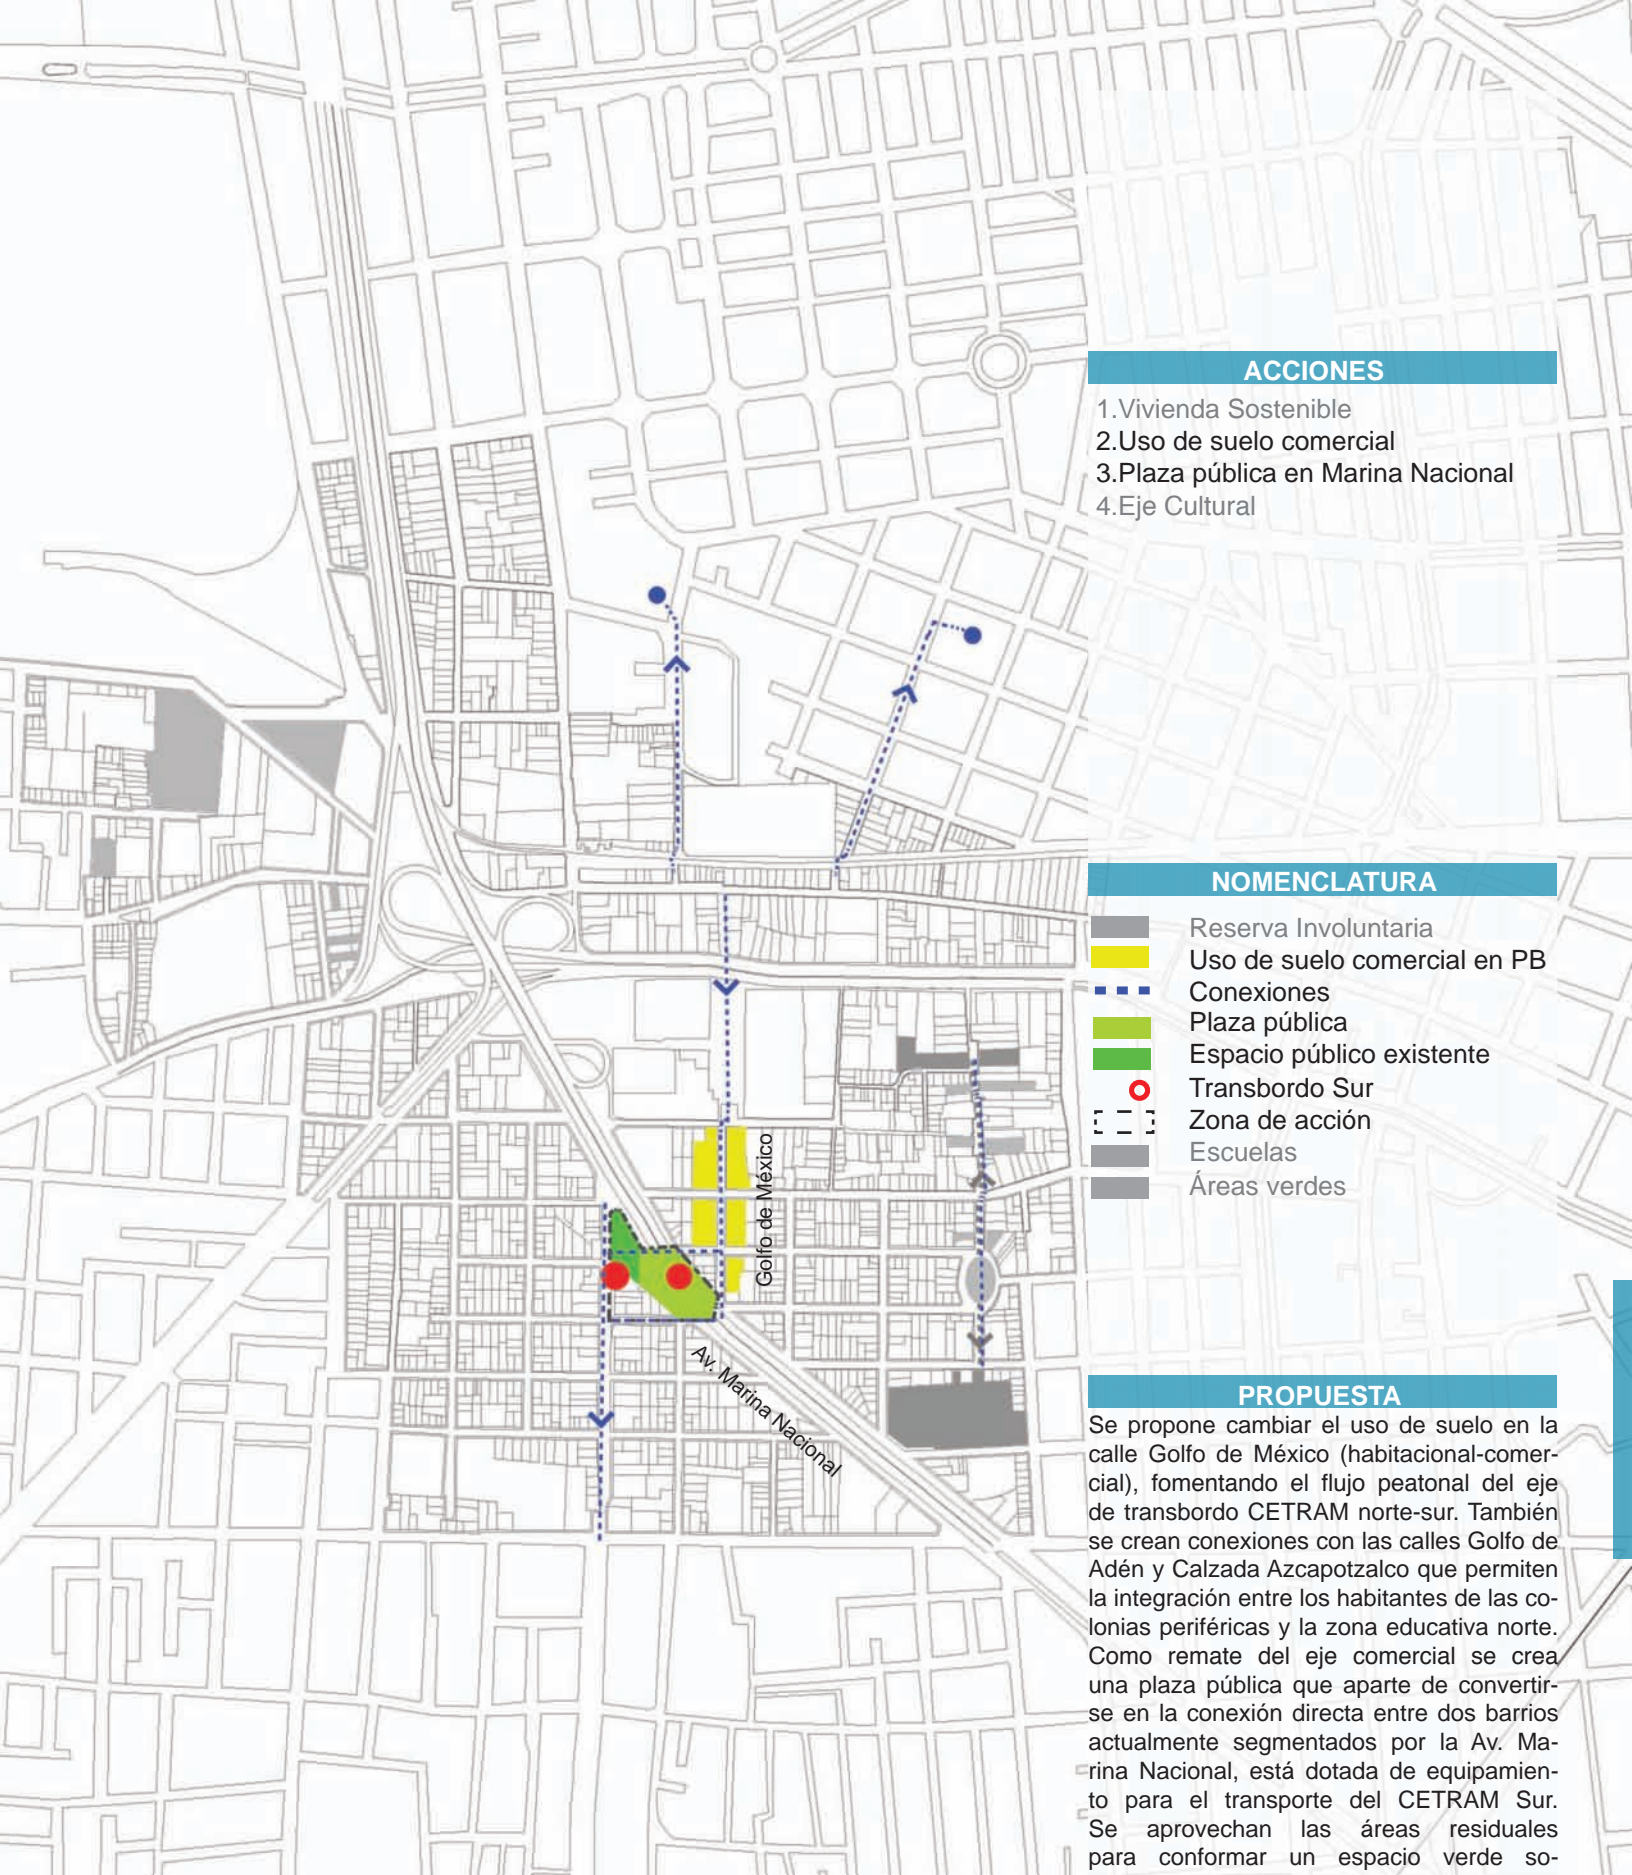 ACCIONES
1.Vivienda Sostenible
2.Uso de suelo comercial
3.Plaza pública en Marina Nacional
4.Eje Cultural
NOMENCLATURA
Reserva Involuntaria
Uso de suelo comercial en PB
Conexiones
Plaza pública
Espacio público existente
Transbordo Sur
Zona de acción
Escuelas
Áreas verdes
Golfo de México
Av. Marina Nacional
PROPUESTA
Se propone cambiar el uso de suelo en la
calle Golfo de México (habitacional-comer-
cial), fomentando el flujo peatonal del eje
de transbordo CETRAM norte-sur. También
se crean conexiones con las calles Golfo de
Adén y Calzada Azcapotzalco que permiten
la integración entre los habitantes de las co-
lonias periféricas y la zona educativa norte.
Como remate del eje comercial se crea
una plaza pública que aparte de convertir-
se en la conexión directa entre dos barrios
actualmente segmentados por la Av. Ma-
rina Nacional, está dotada de equipamien-
to para el transporte del CETRAM Sur.
Se aprovechan las áreas residuales
para conformar un espacio verde so-